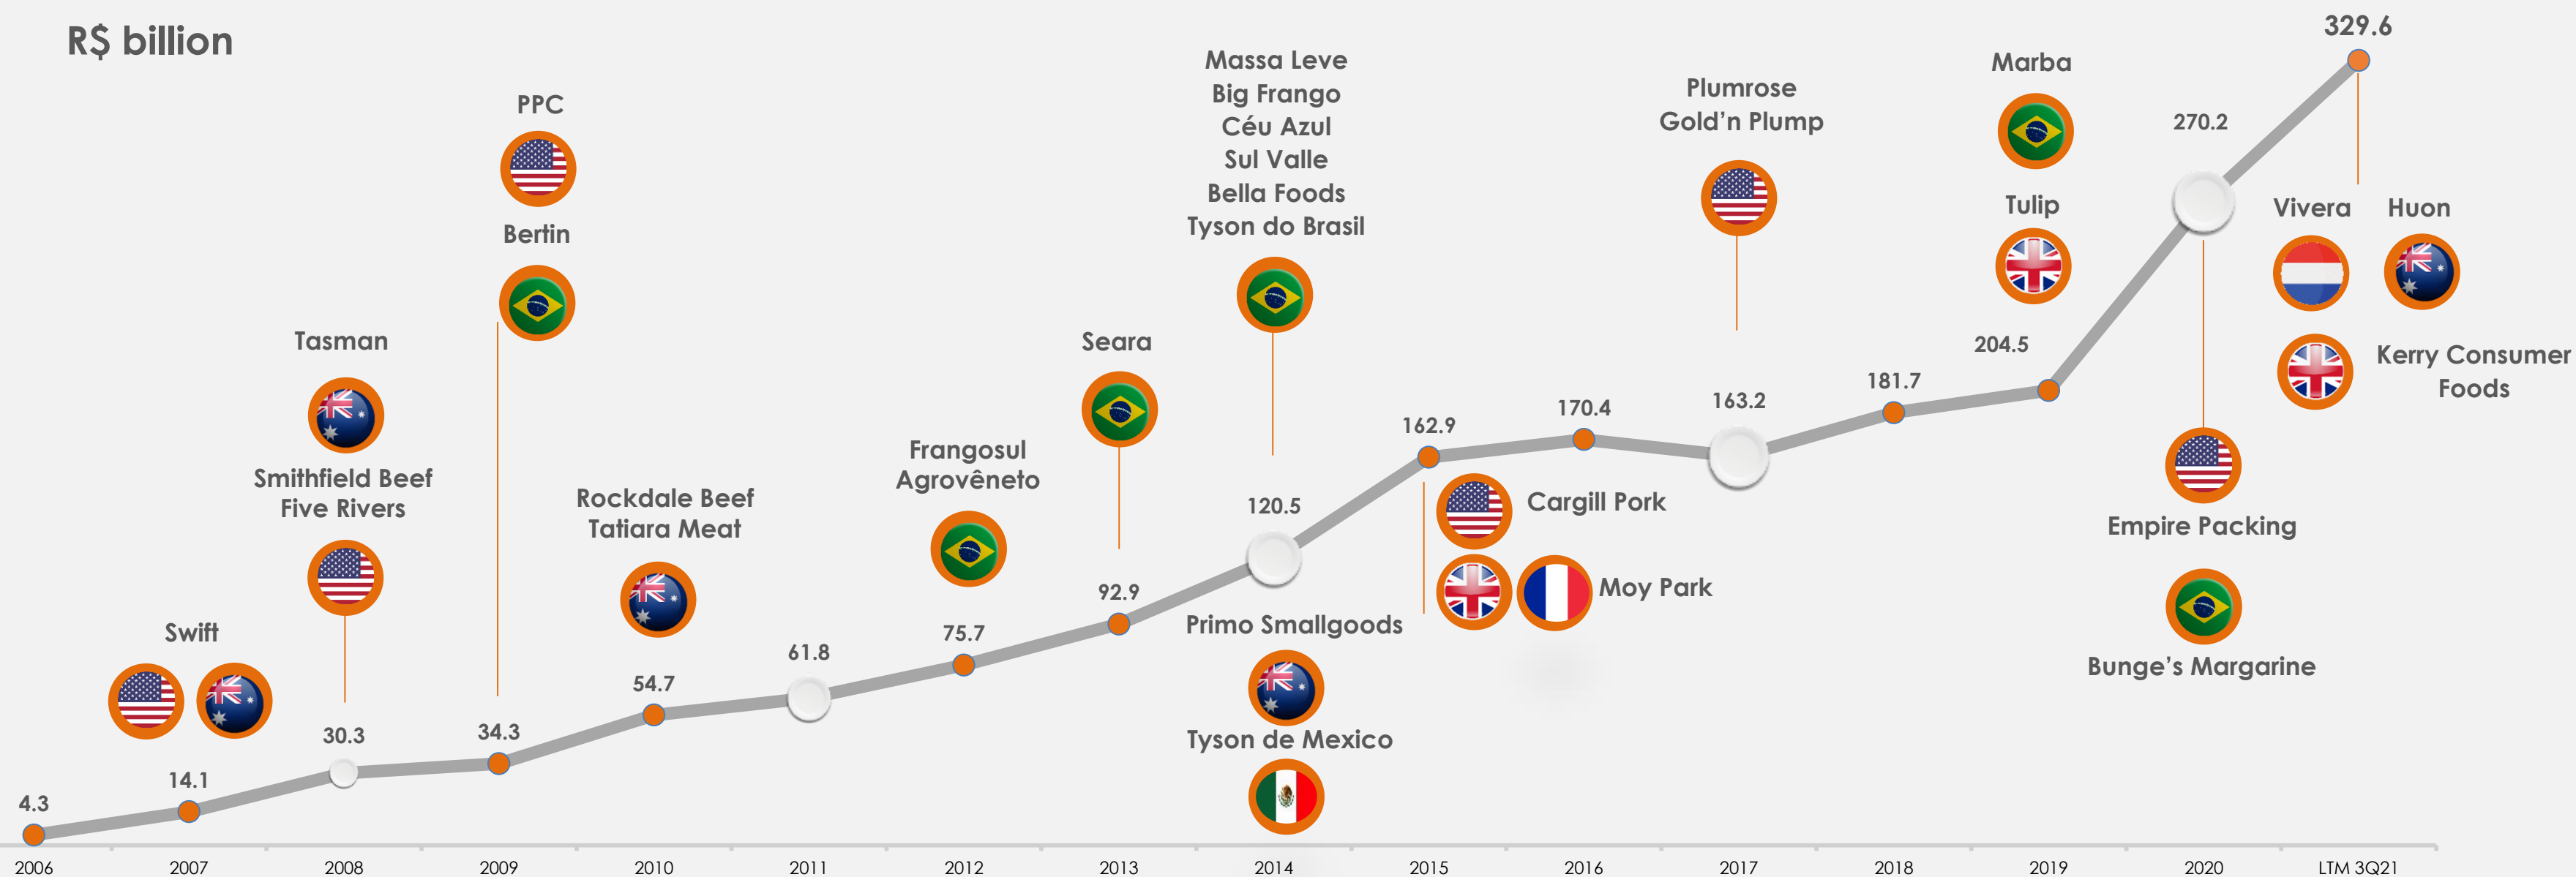 R$ billion
4.3
14.1
Swift
30.3
Tasman
Smithfield Beef
Five Rivers
34.3
PPC
Bertin
54.7
Rockdale Beef
Tatiara Meat
61.8
75.7
Frangosul
Agrovêneto
92.9
Seara
120.5
Massa Leve
Big Frango
Céu Azul
Sul Valle
Bella Foods
Tyson do Brasil
Primo Smallgoods
Tyson de Mexico
162.9
Cargill Pork
Moy Park
170.4
163.2
Plumrose
Gold’n Plump
181.7
204.5
Marba
Tulip
270.2
Empire Packing
Bunge’s Margarine
329.6
Vivera
Huon
Kerry Consumer
Foods
2006
2007
2008
2009
2010
2011
2012
2013
2014
2015
2016
2017
2018
2019
2020
LTM 3Q21